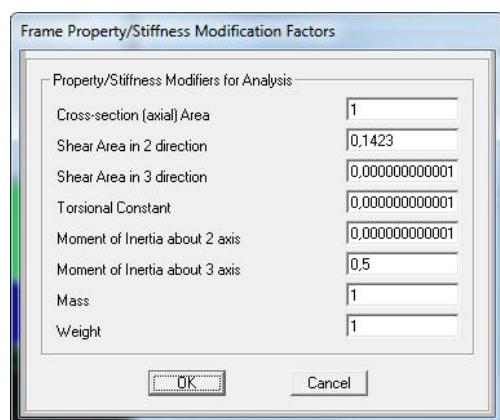 Frame Property/Stiffness Modification Factors
Property/Stiffness Modifiers for Analysis
Cross-section (axial) Area 1
Shear Area in 2 direction 0,1423
Shear Area in 3 direction 0,000000000001
Torsional Constant 0,000000000001
Moment of Inertia about 2 axis 0,000000000001
Moment of Inertia about 3 axis 0,5
Mass 1
Weight 1
OK Cancel